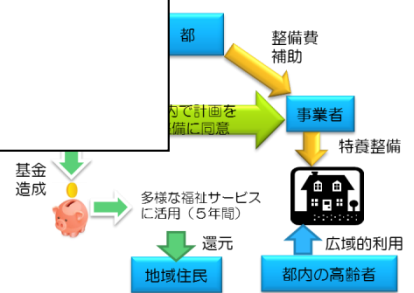 都
整備費
補助
内で計画を
備に同意
事業者
特養整備
基金
造成
多様な福祉サービス
に活用（５年間）
還元
広域的利用
地域住民
都内の高齢者